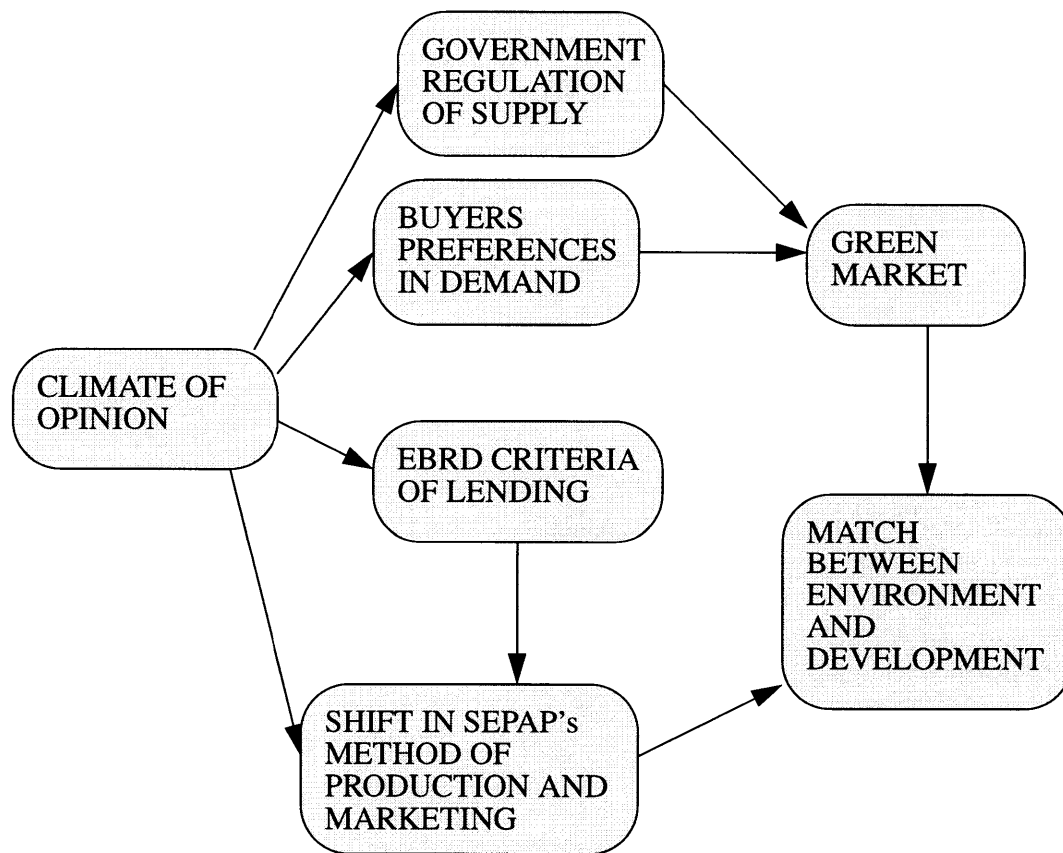 GOVERNMENT
REGULATION
OF SUPPLY
BUYERS
PREFERENCES
IN DEMAND
GREEN
MARKET
CLIMATE OF
OPINION
EBRD CRITERIA
OF LENDING
MATCH
BETWEEN
ENVIRONMENT
AND
DEVELOPMENT
SHIFT IN SEPAP's
METHOD OF
PRODUCTION AND
MARKETING